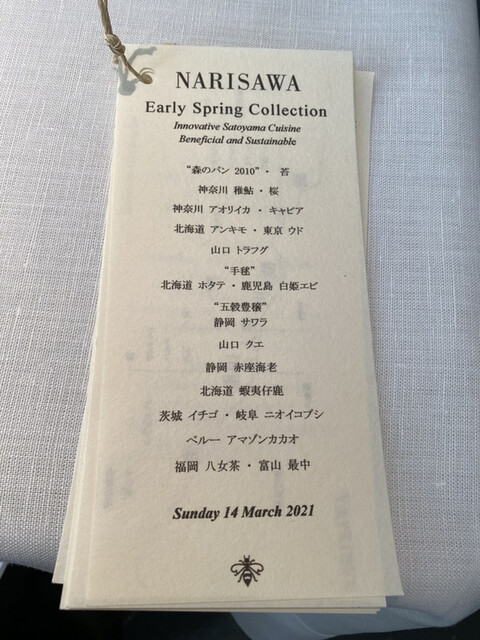 NARISAWA
Early Spring Collection
Innovative Satoyama Cuisine
Beneficial and Sustainable
“森のパン 2010”・ 苔
神奈川 稚鮎・桜
神奈川 アオリイカ ・ キャビア
北海道 アンキモ ・ 東京 ウド
山口 トラフグ
“手毬”
北海道 ホタテ ・ 鹿児島 白姫エビ
“五穀豊穣”
静岡 サワラ
山口 クエ
静岡 赤座海老
北海道 蝦夷仔鹿
茨城 イチゴ ・ 岐阜 ニオイコブシ
ペルー アマゾンカカオ
福岡 八女茶 ・ 富山 最中
Sunday 14 March 2021